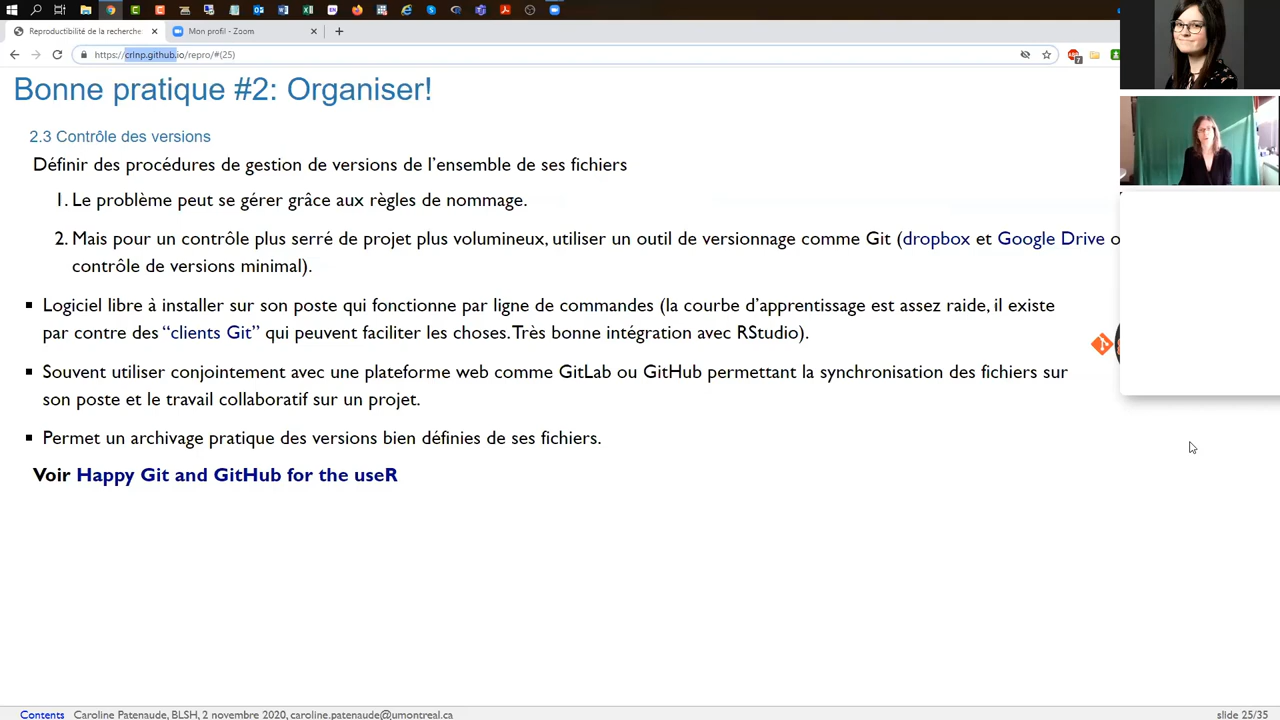 Reproductibilité de la recherche
Mon profil - Zoom
https://crlnp.github.io/repro/#(25)
7
Bonne pratique #2: Organiser!
2.3 Contrôle des versions
Définir des procédures de gestion de versions de l’ensemble de ses fichiers
1. Le problème peut se gérer grâce aux règles de nommage.
2. Mais pour un contrôle plus serré de projet plus volumineux, utiliser un outil de versionnage comme Git (dropbox et Google Drive
contrôle de versions minimal).
Logiciel libre à installer sur son poste qui fonctionne par ligne de commandes (la courbe d’apprentissage est assez raide, il existe
par contre des “clients Git” qui peuvent faciliter les choses. Très bonne intégration avec RStudio).
Souvent utiliser conjointement avec une plateforme web comme GitLab ou GitHub permettant la synchronisation des fichiers sur
son poste et le travail collaboratif sur un projet.
Permet un archivage pratique des versions bien définies de ses fichiers.
Voir Happy Git and GitHub for the useR
Contents Caroline Patenaude, BLSH, 2 novembre 2020, caroline.patenaude@umontreal.ca
slide 25/35